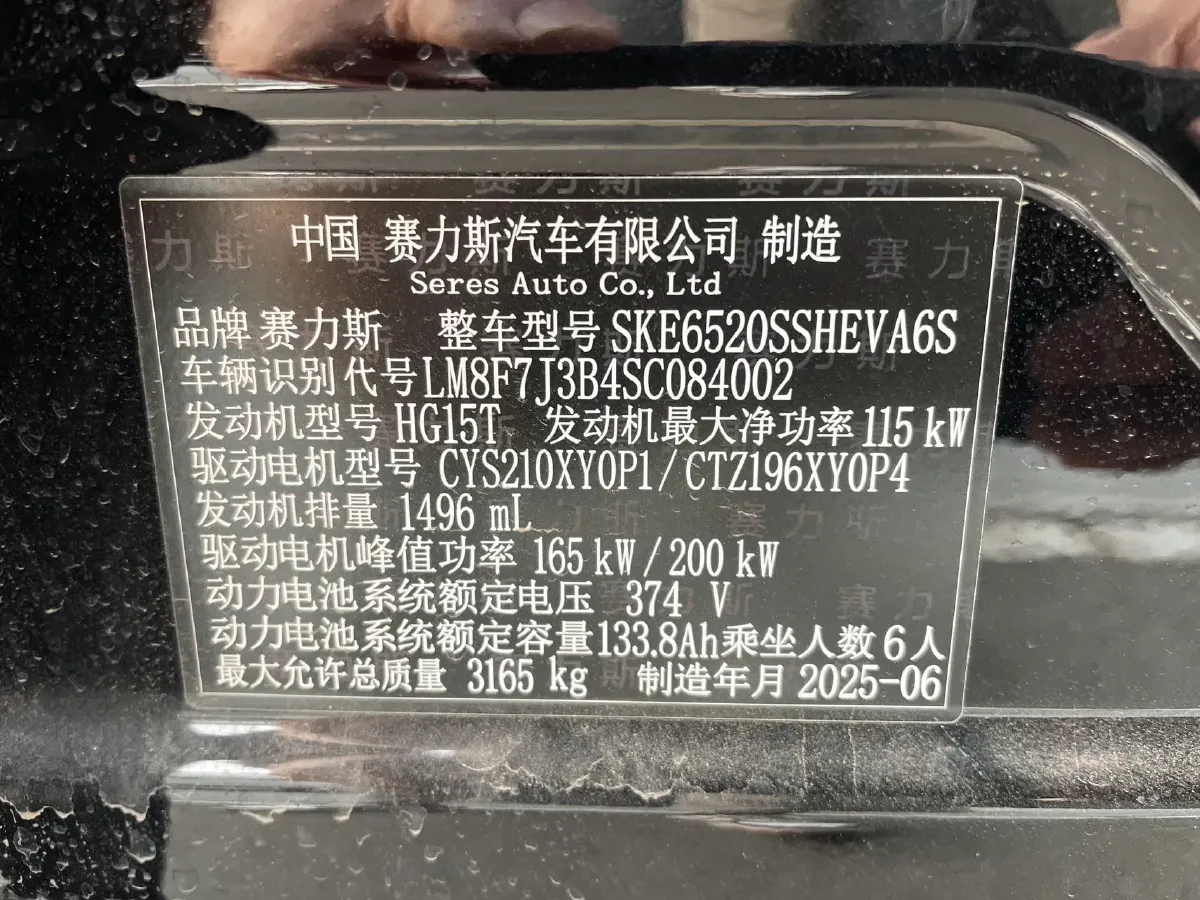 中国 赛力斯汽车有限公司 制造
Seres Auto Co., Ltd
品牌 赛力斯 整车型号 SKE6520SSHEVA6S
车辆识别代号 LM8F7J3B4SC084002
发动机型号 HG15T 发动机最大净功率 115 kW
驱动电机型号 CYS210XY0P1/CTZ196XY0P4
发动机排量 1496 mL
驱动电机峰值功率 165 kW/200 kW
动力电池系统额定电压 374 V
动力电池系统额定容量 133.8Ah 乘坐人数 6人
最大允许总质量 3165 kg 制造年月 2025-06